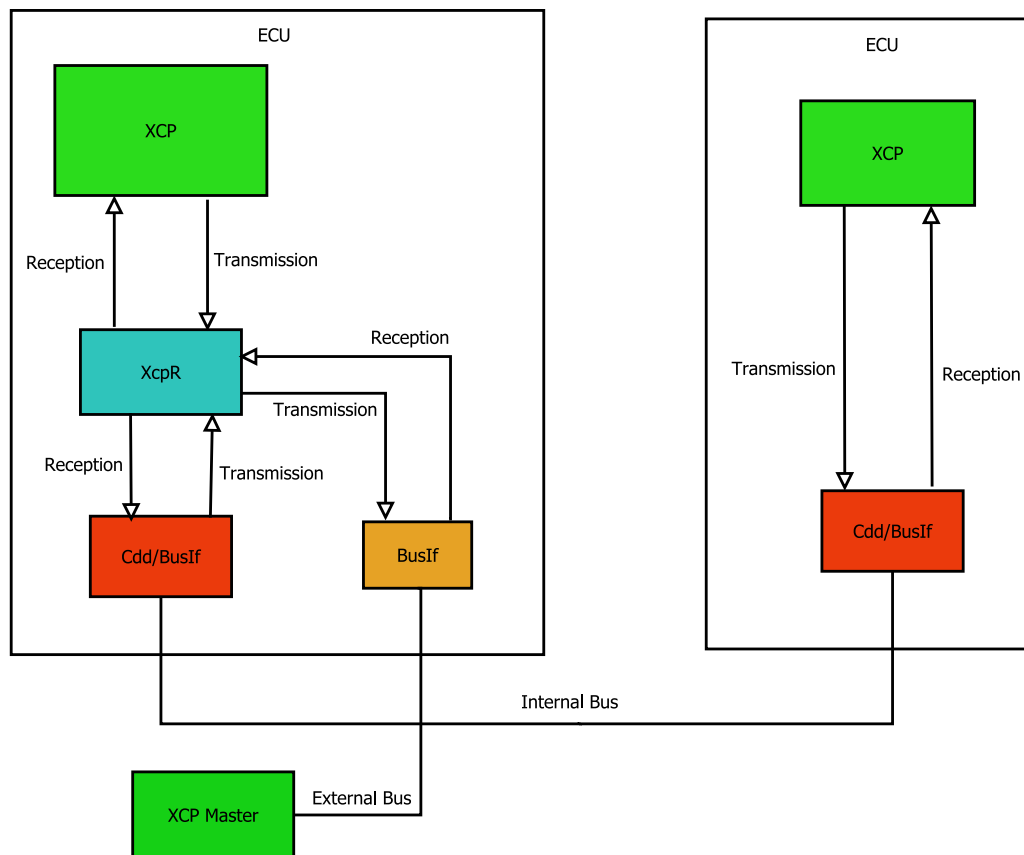 ECU
ECU
XCP
XCP
Reception
Transmission
Reception
XcpR
Transmission
Reception
Transmission
Reception
Transmission
Cdd/BusIf
BusIf
Cdd/BusIf
Internal Bus
External Bus
XCP Master